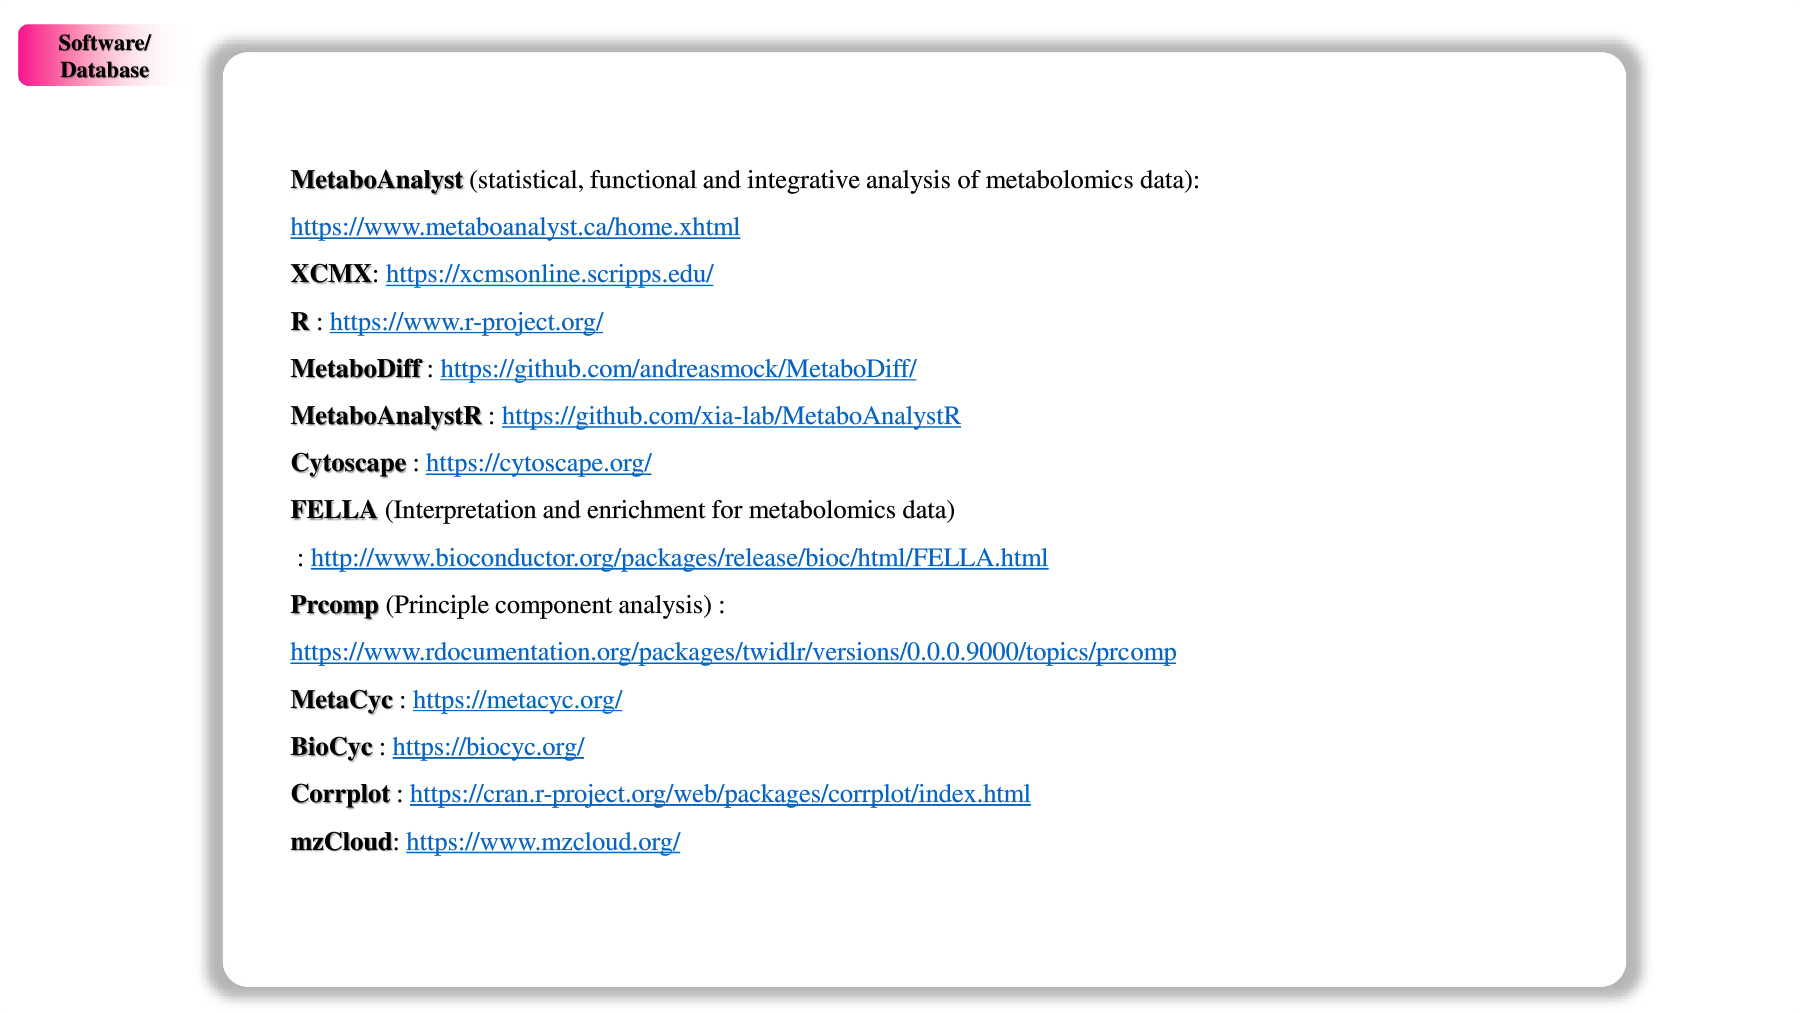 Software/
Database
MetaboAnalyst (statistical, functional and integrative analysis of metabolomics data):
https://www.metaboanalyst.ca/home.xhtml
XCMX: https://xcmsonline.scripps.edu/
R : https://www.r-project.org/
MetaboDiff : https://github.com/andreasmock/MetaboDiff/
MetaboAnalystR : https://github.com/xia-lab/MetaboAnalystR
Cytoscape : https://cytoscape.org/
FELLA (Interpretation and enrichment for metabolomics data)
: http://www.bioconductor.org/packages/release/bioc/html/FELLA.html
Prcomp (Principle component analysis) :
https://www.rdocumentation.org/packages/twidlr/versions/0.0.0.9000/topics/prcomp
MetaCyc : https://metacyc.org/
BioCyc : https://biocyc.org/
Corrplot : https://cran.r-project.org/web/packages/corrplot/index.html
mzCloud: https://www.mzcloud.org/